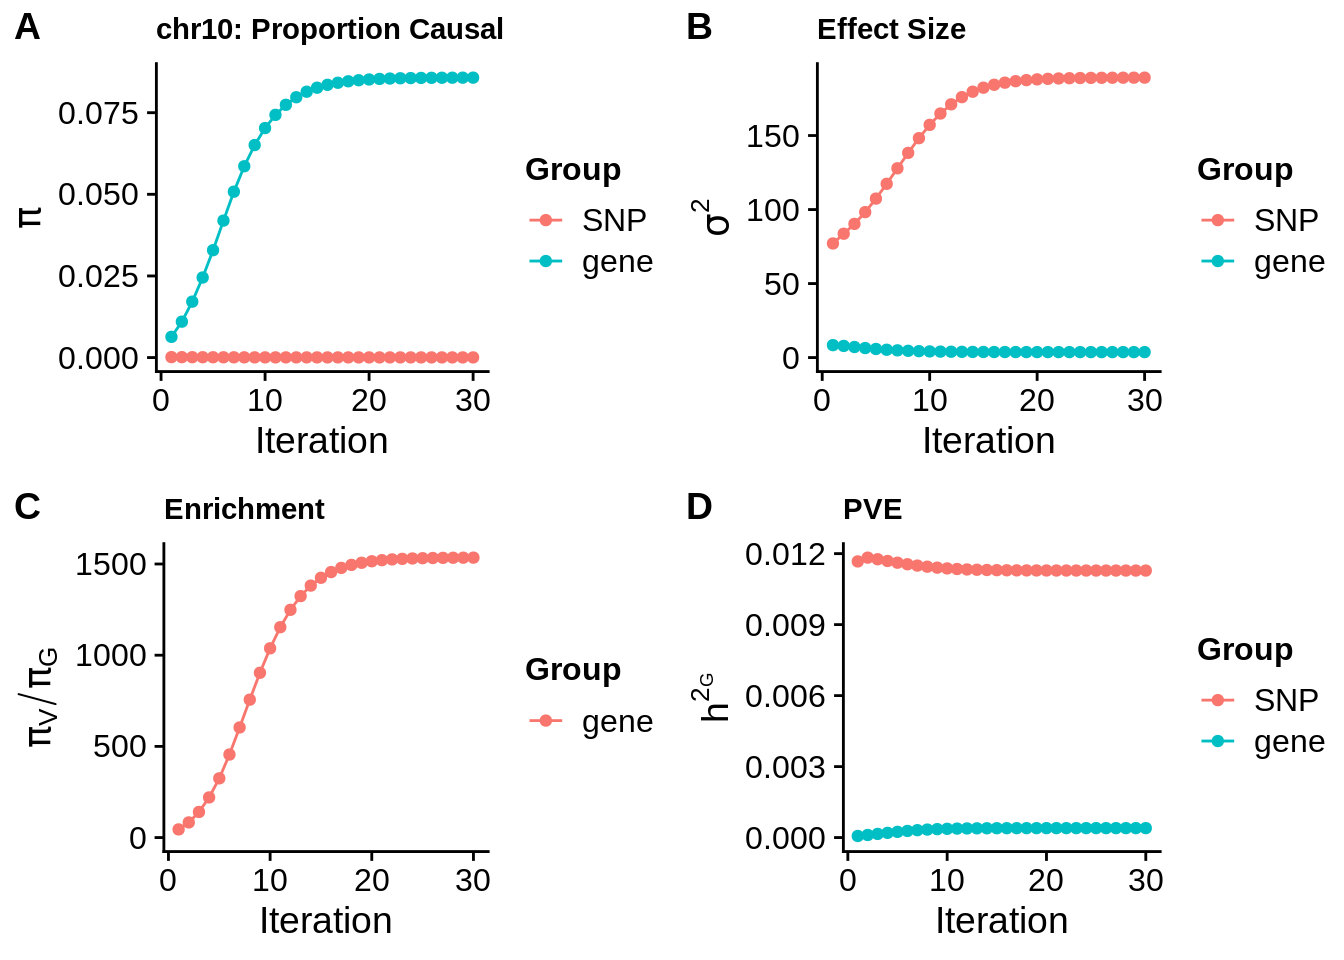 A
chr10: Proportion Causal
0.075
0.050
0.025
0.000
π
0 10 20 30
Iteration
Group
SNP
gene
B
Effect Size
150
100
50
0
σ²
0 10 20 30
Iteration
Group
SNP
gene
C
Enrichment
1500
1000
500
0
πV/πG
0 10 20 30
Iteration
Group
gene
D
PVE
0.012
0.009
0.006
0.003
0.000
h2G
0 10 20 30
Iteration
Group
SNP
gene